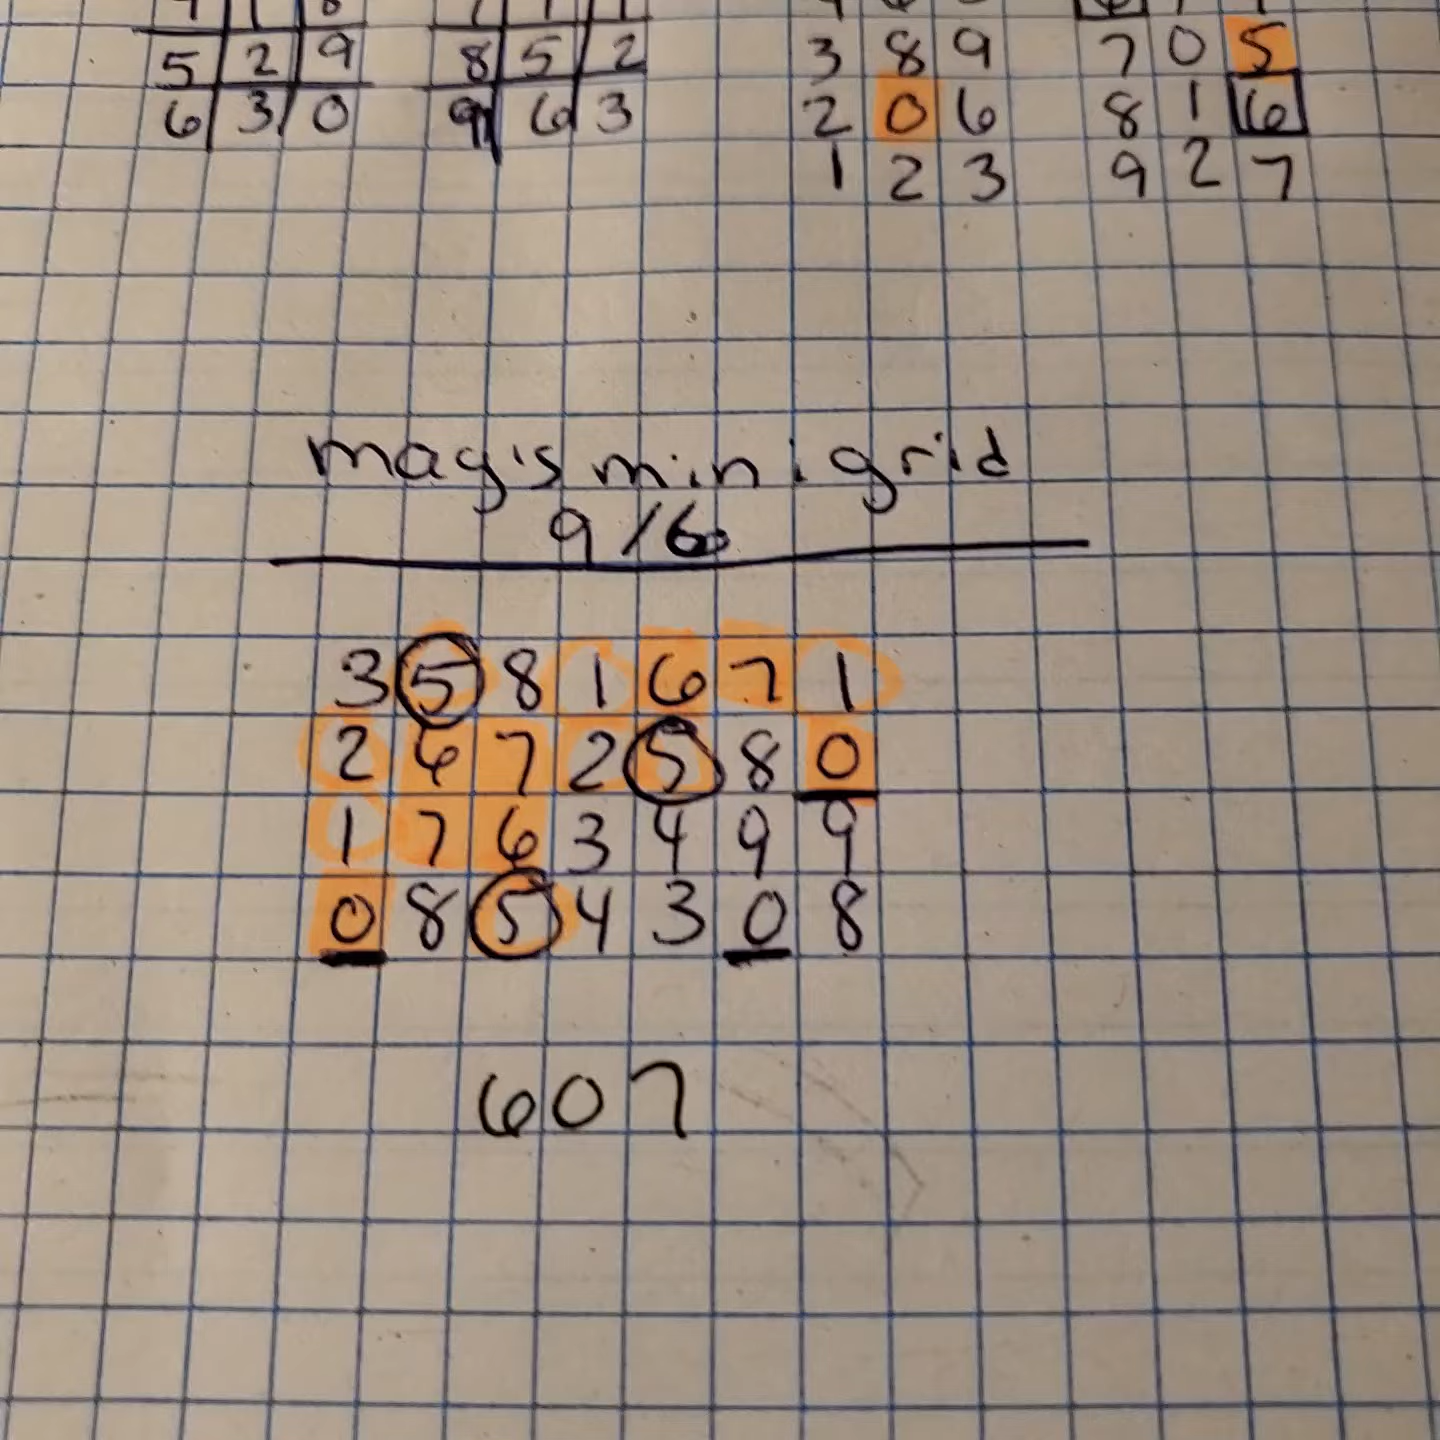 5 2 9
8 5 2
6 3 0
9 6 3
3 8 9
7 0 5
2 0 6
8 1 6
1 2 3
9 2 7
mag's mini grid
9/6
3 5 8 1 6 7 1
2 6 7 2 5 8 0
1 7 6 3 4 9 9
0 8 5 4 3 0 8
607